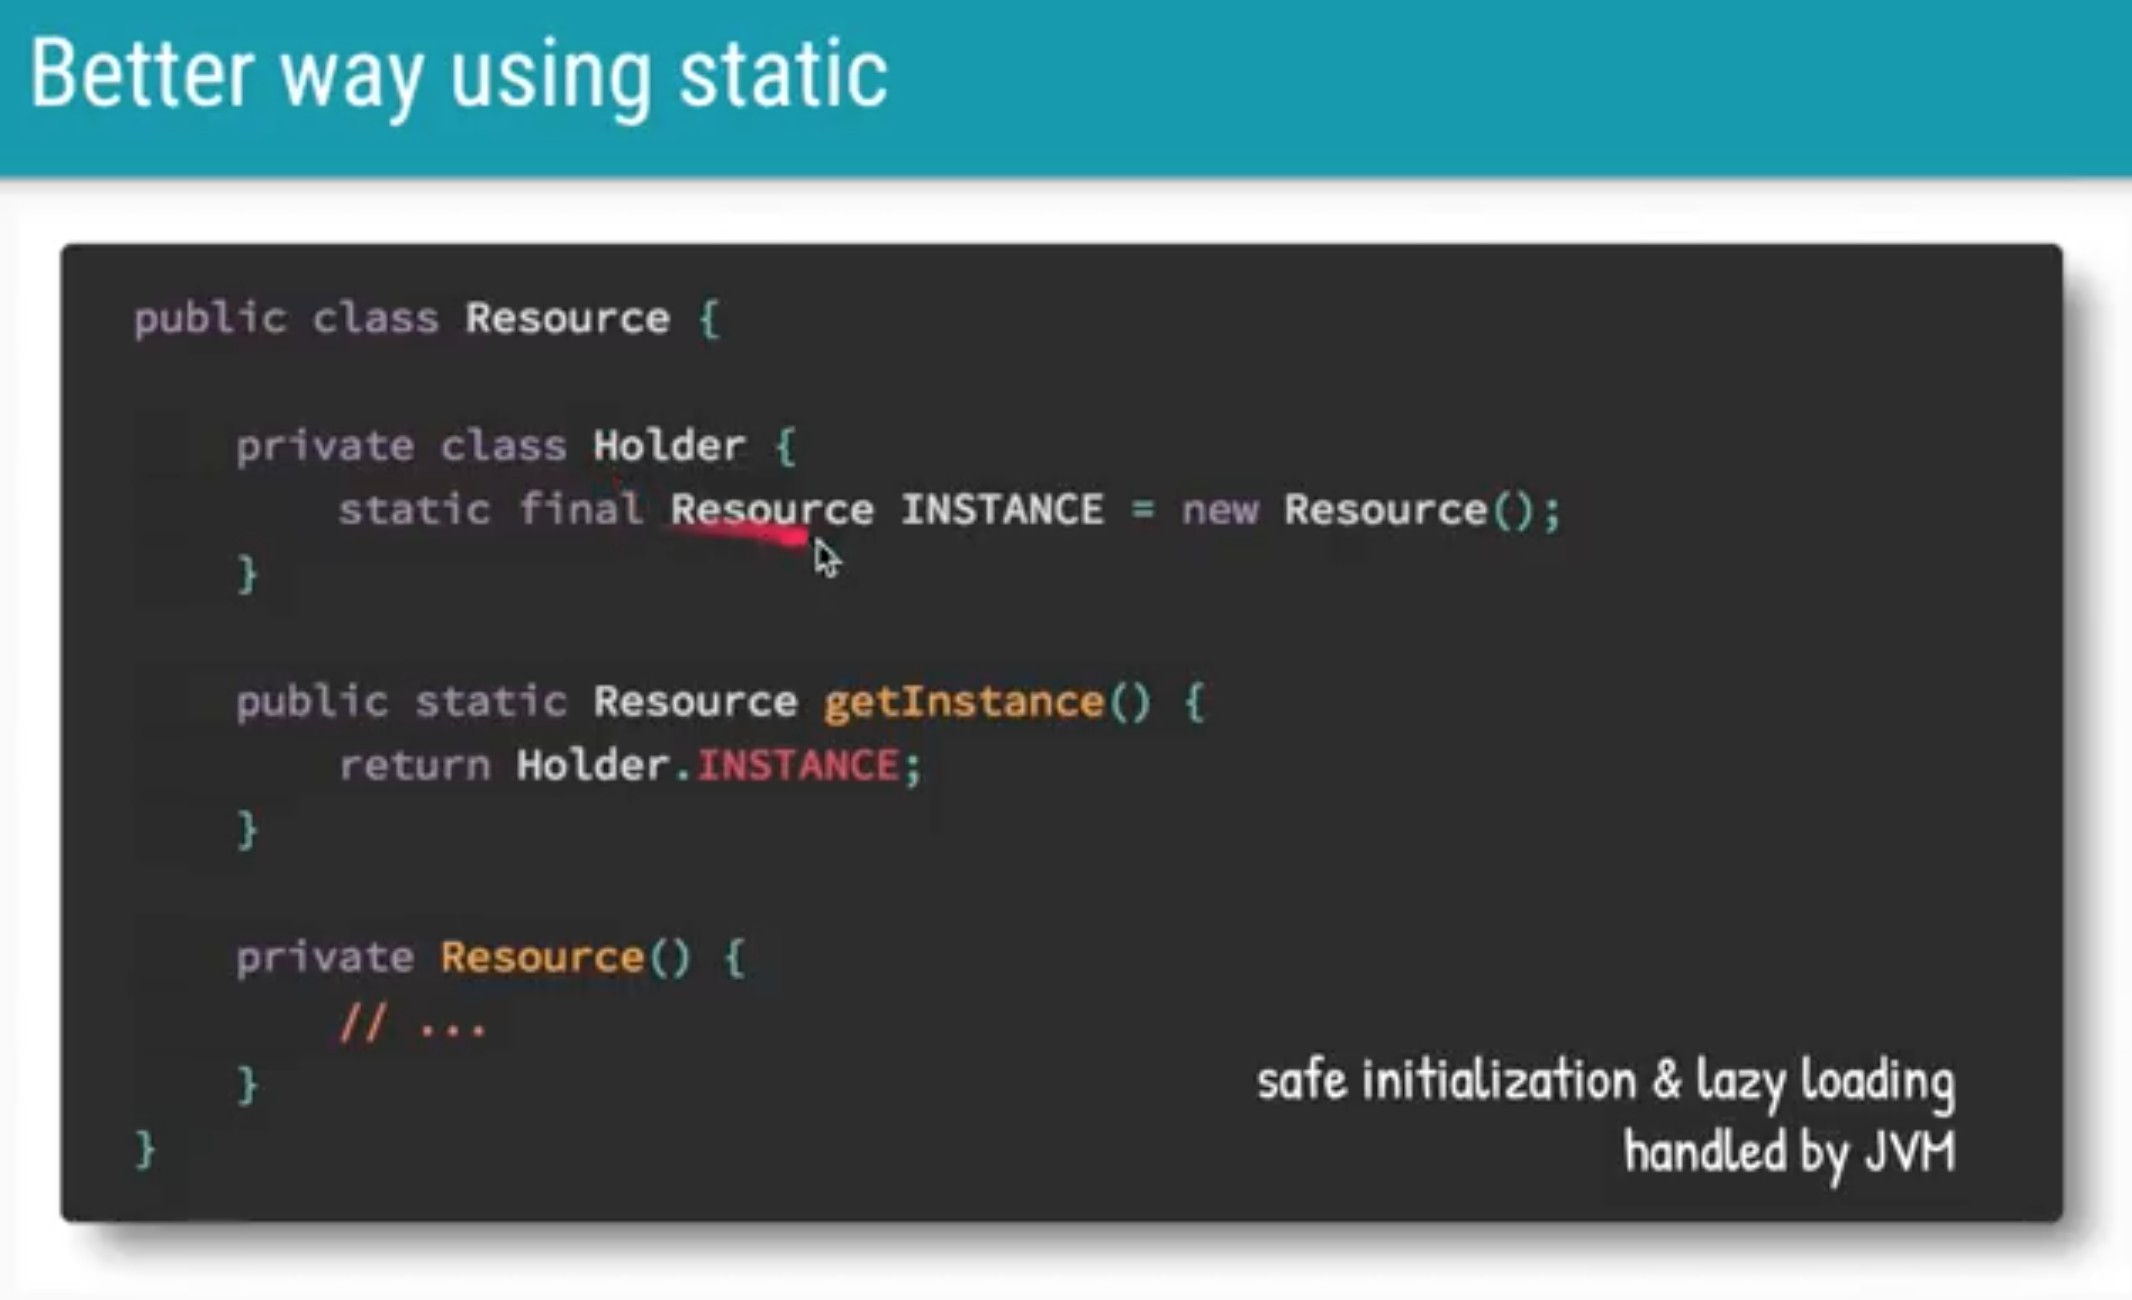 Better way using static
public class Resource {
private class Holder {
static final Resource INSTANCE = new Resource();
}
public static Resource getInstance() {
return Holder.INSTANCE;
}
private Resource() {
// ...
}
}
safe initialization & lazy loading
handled by JVM